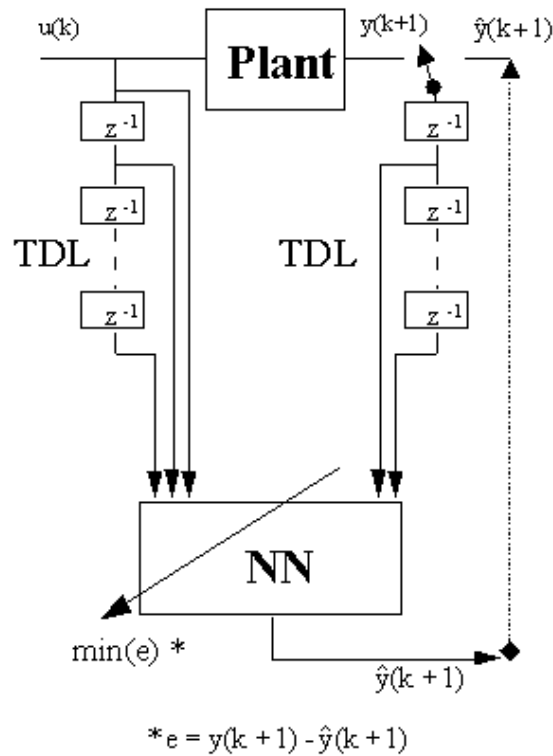 u(k) Plant y(k+1) ŷ(k+1)
z⁻¹ z⁻¹
z⁻¹ z⁻¹
TDL TDL
z⁻¹ z⁻¹
NN
min(e) *
ŷ(k + 1)
*e = y(k + 1) - ŷ(k + 1)